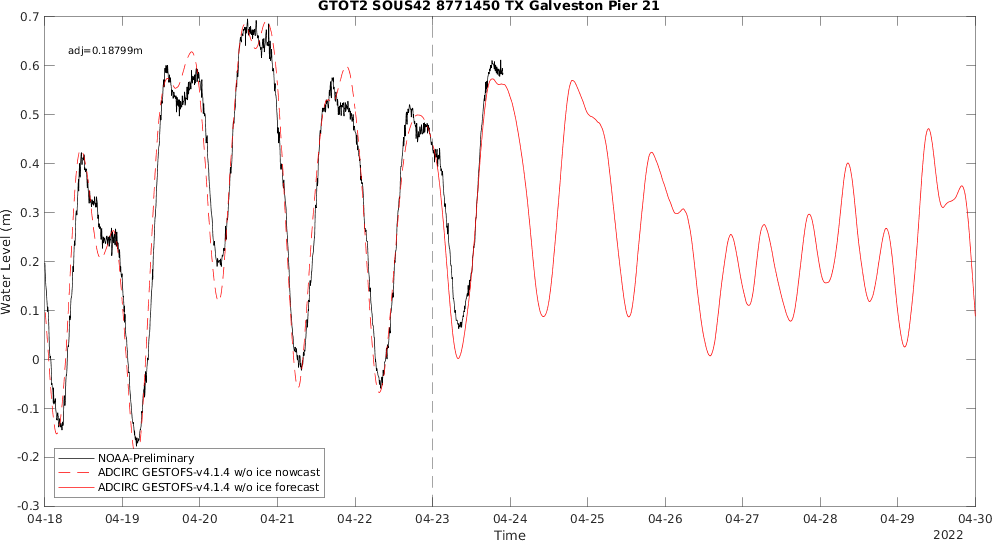 GTOT2 SOUS42 8771450 TX Galveston Pier 21
adj=0.18799m
0.7
0.6
0.5
0.4
0.3
0.2
0.1
0
-0.1
-0.2
-0.3
Water Level (m)
NOAA-Preliminary
ADCIRC GESTOFS-v4.1.4 w/o ice nowcast
ADCIRC GESTOFS-v4.1.4 w/o ice forecast
04-18 04-19 04-20 04-21 04-22 04-23 04-24 04-25 04-26 04-27 04-28 04-29 04-30
Time
2022